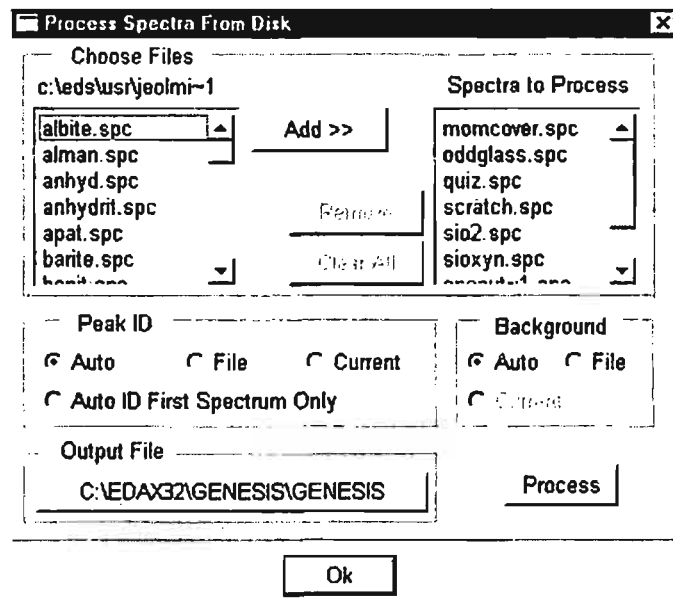 Process Spectra From Disk
Choose Files
c:\eds\usr\jeolmi~1
Spectra to Process
albite.spc
alman.spc
anhyd.spc
anhydrit.spc
apat.spc
barite.spc
Add >>
Remove
Clear All
momcover.spc
oddglass.spc
quiz.spc
scratch.spc
sio2.spc
sioxyn.spc
Peak ID
Auto File Current
Auto ID First Spectrum Only
Background
Auto File
Current
Output File
C:\EDAX32\GENESIS\GENESIS
Process
Ok